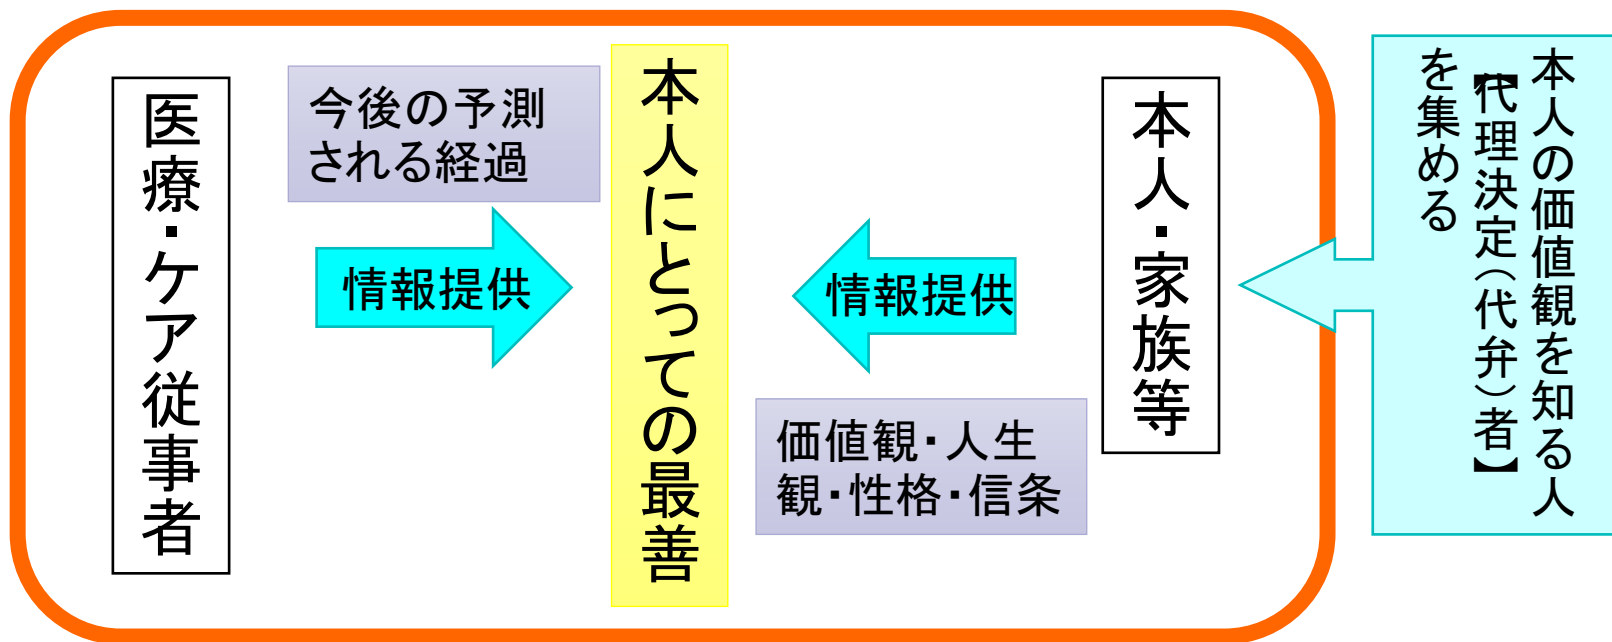 医療・ケア従事者
今後の予測
される経過
情報提供
本人にとっての最善
情報提供
価値観・人生
観・性格・信条
本人・家族等
本人の価値観を知る人
【代理決定（代弁）者】
を集める